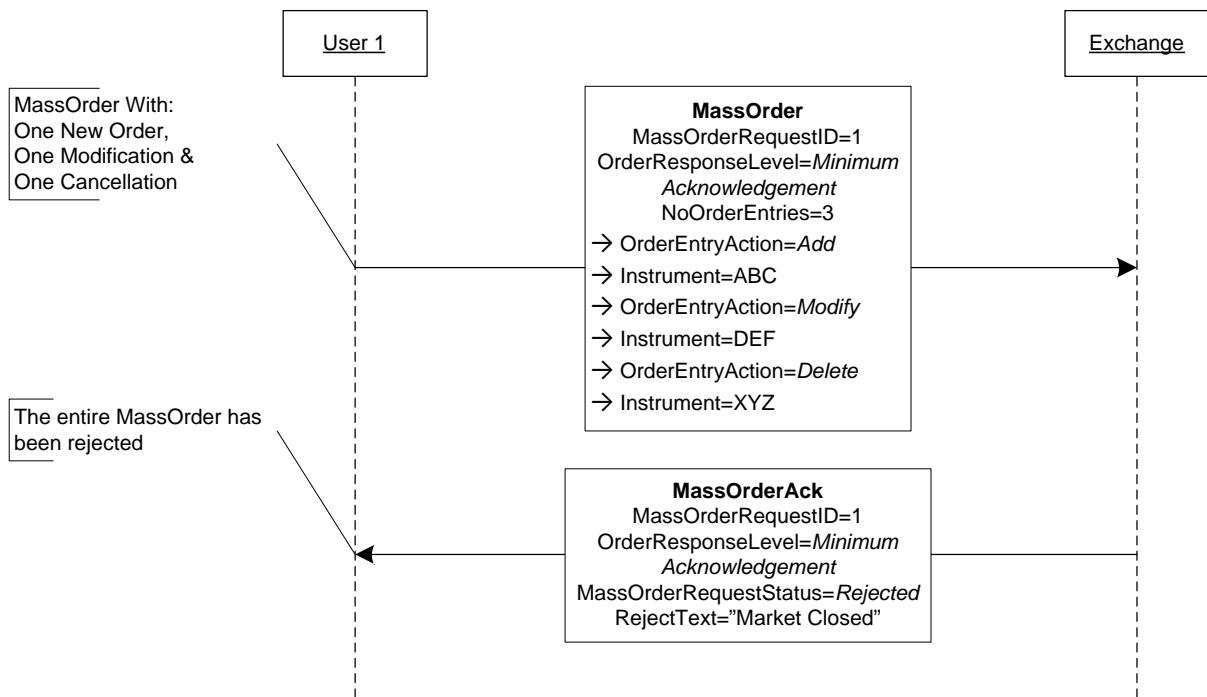 User 1
Exchange
MassOrder With:
One New Order,
One Modification &
One Cancellation
MassOrder
MassOrderRequestID=1
OrderResponseLevel=Minimum
Acknowledgement
NoOrderEntries=3
→ OrderEntryAction=Add
→ Instrument=ABC
→ OrderEntryAction=Modify
→ Instrument=DEF
→ OrderEntryAction=Delete
→ Instrument=XYZ
The entire MassOrder has
been rejected
MassOrderAck
MassOrderRequestID=1
OrderResponseLevel=Minimum
Acknowledgement
MassOrderRequestStatus=Rejected
RejectText=”Market Closed”